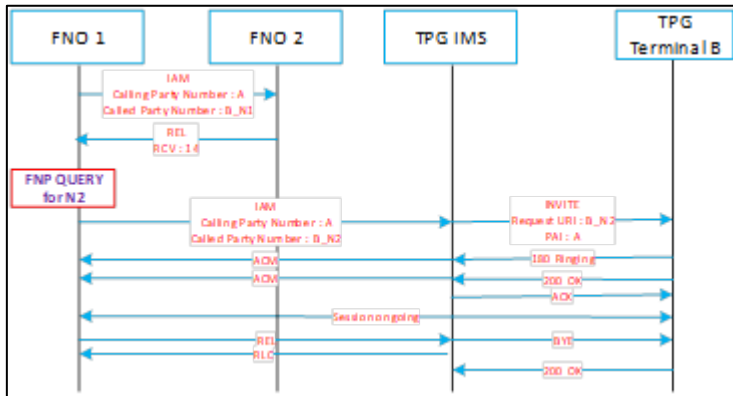 FNO 1
FNO 2
TPG IMS
TPG
Terminal B
IAM
Calling Party Number : A
Called Party Number : B_N1
REL
RCV : 14
FNP QUERY
for N2
IAM
Calling Party Number : A
Called Party Number : B_N2
INVITE
Request URI : B_N2
PAI : A
ACM
180 Ringing
ACM
200 OK
ACK
Session ongoing
REL
BYE
RLC
200 OK